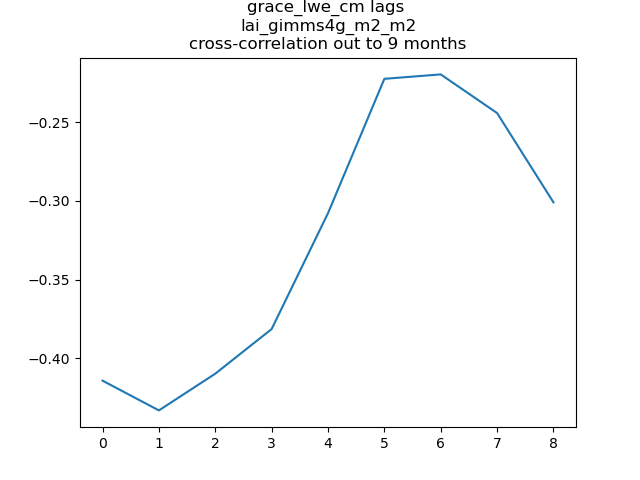 grace_lwe_cm lags
lai_gimms4g_m2_m2
cross-correlation out to 9 months
−0.25
−0.30
−0.35
−0.40
0 1 2 3 4 5 6 7 8